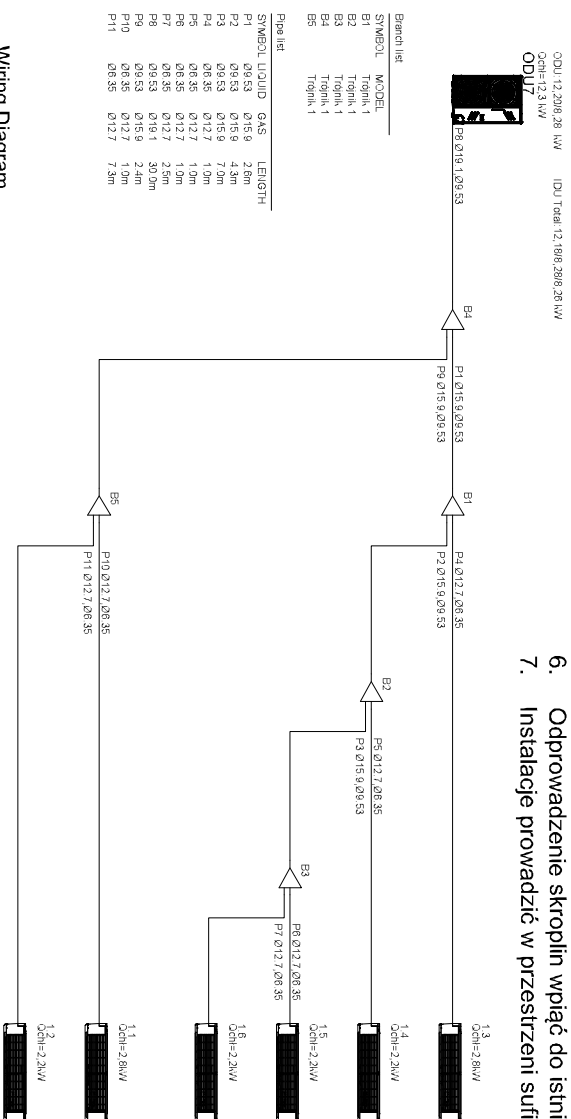 6. Odprowadzenie skroplin wpiąć do istni
7. Instalacje prowadzić w przestrzeni sufi
ODU:12,20/8,28 kW IDU Total:12,18/8,28/8,26 kW
Qchł=12,3 kW
ODU7
P8 Ø19.1,Ø9.53
B4
P1 Ø15.9,Ø9.53
P9 Ø15.9,Ø9.53
B1
P4 Ø12.7,Ø6.35
P2 Ø15.9,Ø9.53
1.3
Qchł=2,8kW
B2
P5 Ø12.7,Ø6.35
P3 Ø15.9,Ø9.53
1.4
Qchł=2,2kW
B3
P6 Ø12.7,Ø6.35
P7 Ø12.7,Ø6.35
1.5
Qchł=2,2kW
1.6
Qchł=2,2kW
B5
P10 Ø12.7,Ø6.35
P11 Ø12.7,Ø6.35
1.1
Qchł=2,8kW
1.2
Qchł=2,2kW
Branch list
SYMBOL MODEL
B1 Trójnik 1
B2 Trójnik 1
B3 Trójnik 1
B4 Trójnik 1
B5 Trójnik 1
Pipe list
SYMBOL LIQUID GAS LENGTH
P1 Ø9.53 Ø15.9 2.6m
P2 Ø9.53 Ø15.9 4.3m
P3 Ø9.53 Ø15.9 7.0m
P4 Ø6.35 Ø12.7 1.0m
P5 Ø6.35 Ø12.7 1.0m
P6 Ø6.35 Ø12.7 1.0m
P7 Ø6.35 Ø12.7 2.5m
P8 Ø9.53 Ø19.1 30.0m
P9 Ø9.53 Ø15.9 2.4m
P10 Ø6.35 Ø12.7 1.0m
P11 Ø6.35 Ø12.7 7.3m
Wiring Diagram